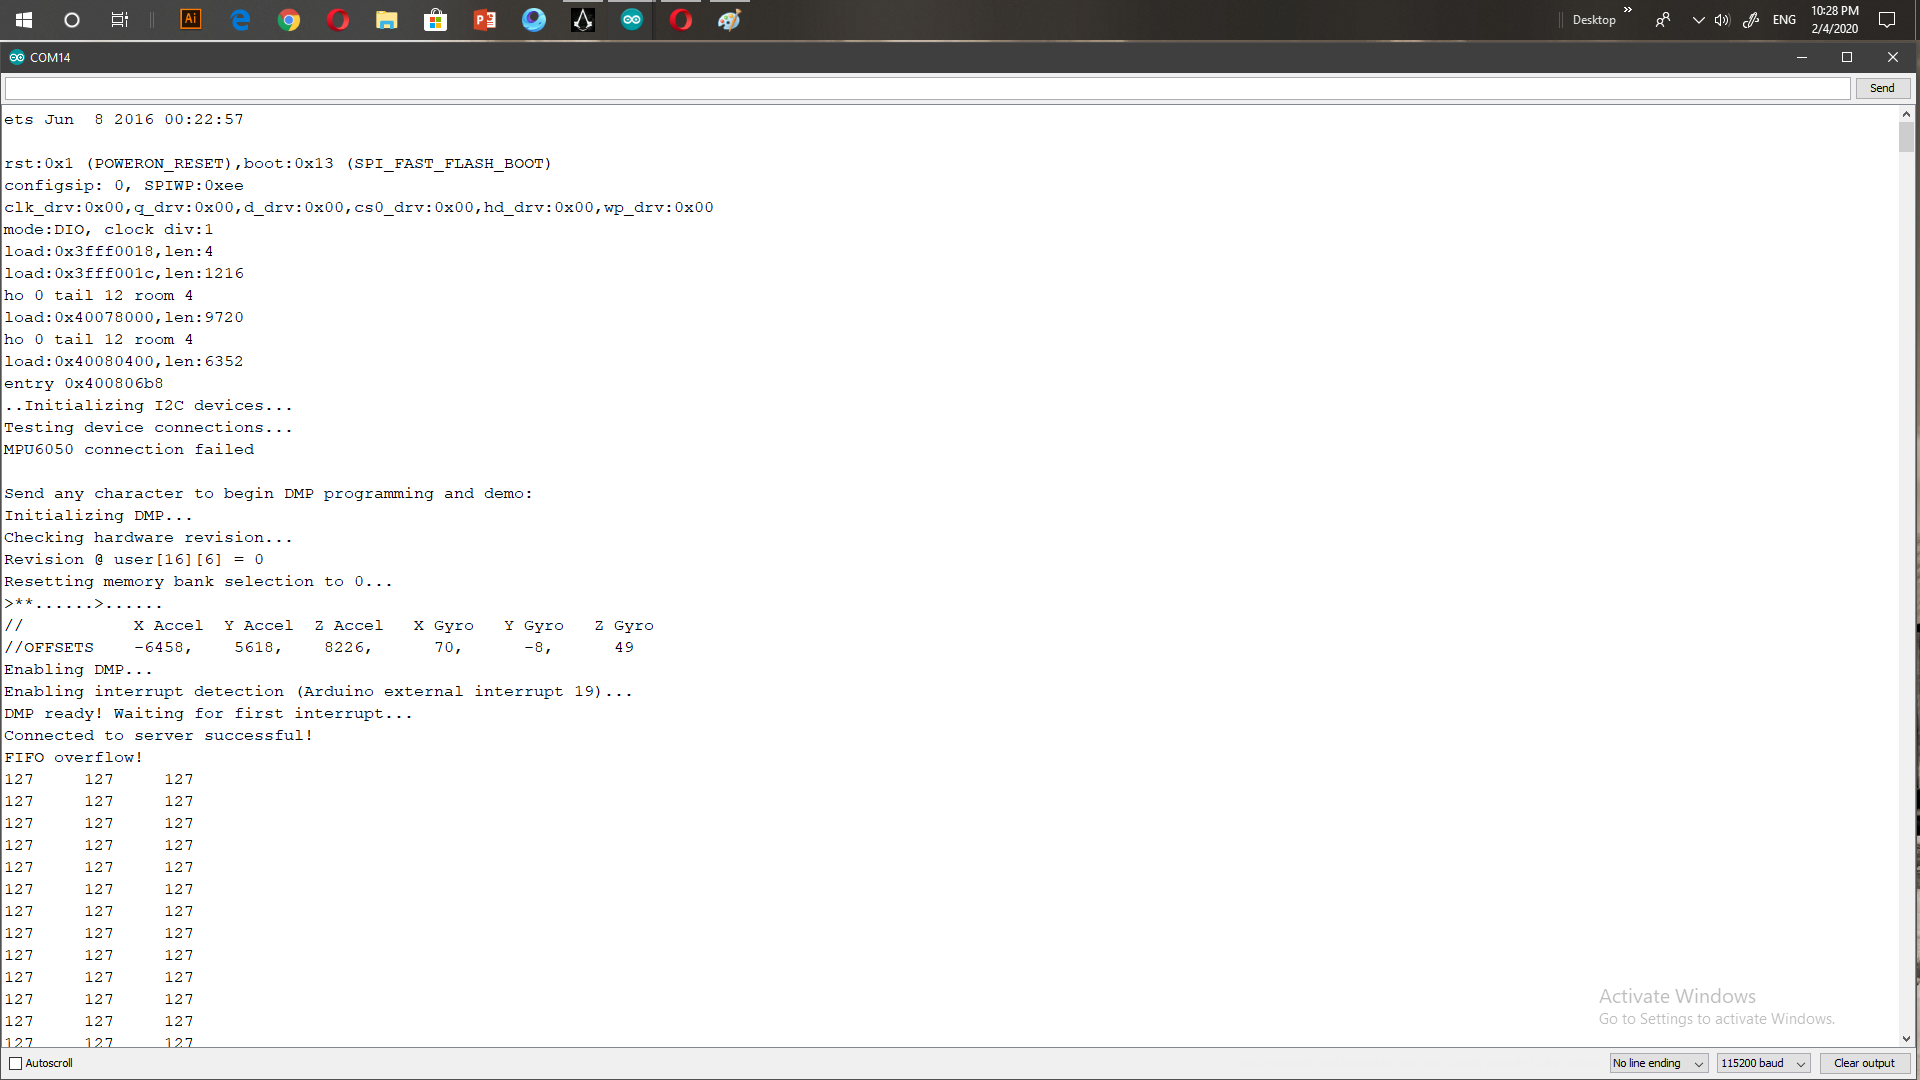 Ai
Desktop
»
ENG
10:28 PM
2/4/2020
COM14
Send
ets Jun  8 2016 00:22:57
rst:0x1 (POWERON_RESET),boot:0x13 (SPI_FAST_FLASH_BOOT)
configsip: 0, SPIWP:0xee
clk_drv:0x00,q_drv:0x00,d_drv:0x00,cs0_drv:0x00,hd_drv:0x00,wp_drv:0x00
mode:DIO, clock div:1
load:0x3fff0018,len:4
load:0x3fff001c,len:1216
ho 0 tail 12 room 4
load:0x40078000,len:9720
ho 0 tail 12 room 4
load:0x40080400,len:6352
entry 0x400806b8
..Initializing I2C devices...
Testing device connections...
MPU6050 connection failed
Send any character to begin DMP programming and demo:
Initializing DMP...
Checking hardware revision...
Revision @ user[16][6] = 0
Resetting memory bank selection to 0...
>**......>......
//           X Accel  Y Accel  Z Accel   X Gyro   Y Gyro   Z Gyro
//OFFSETS    -6458,    5618,    8226,      70,      -8,      49
Enabling DMP...
Enabling interrupt detection (Arduino external interrupt 19)...
DMP ready! Waiting for first interrupt...
Connected to server successful!
FIFO overflow!
127     127     127
127     127     127
127     127     127
127     127     127
127     127     127
127     127     127
127     127     127
127     127     127
127     127     127
127     127     127
127     127     127
127     127     127
127     127     127
Activate Windows
Go to Settings to activate Windows.
Autoscroll
No line ending
115200 baud
Clear output